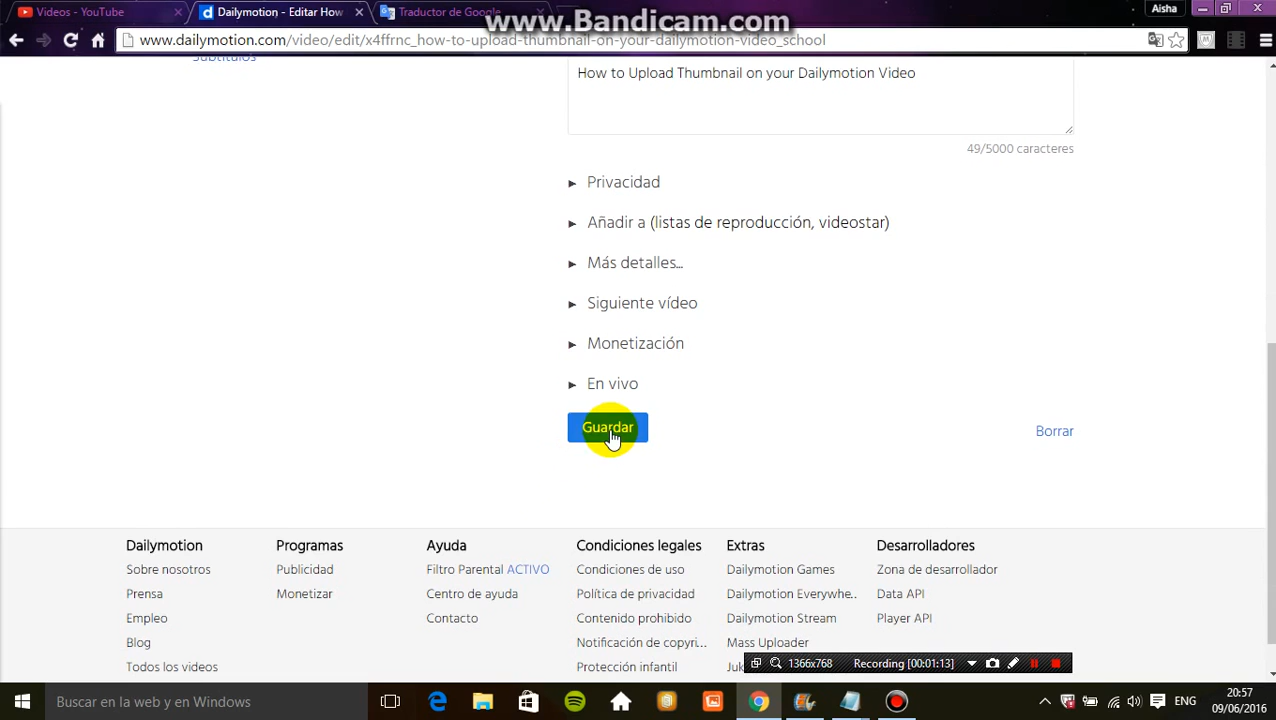 Videos - YouTube
Dailymotion - Editar How
Traductor de Google
www.Bandicam.com
Aisha
www.dailymotion.com/video/edit/x4ffrnc_how-to-upload-thumbnail-on-your-dailymotion-video_school
Subtítulos
How to Upload Thumbnail on your Dailymotion Video
49/5000 caracteres
Privacidad
Añadir a (listas de reproducción, videostar)
Más detalles...
Siguiente vídeo
Monetización
En vivo
Guardar
Borrar
Dailymotion Programas Ayuda Condiciones legales Extras Desarrolladores
Sobre nosotros Publicidad Filtro Parental ACTIVO Condiciones de uso Dailymotion Games Zona de desarrollador
Prensa Monetizar Centro de ayuda Política de privacidad Dailymotion Everywhe.. Data API
Empleo Contacto Contenido prohibido Dailymotion Stream Player API
Blog Notificación de copyri... Mass Uploader
Todos los videos Protección infantil
1366x768 Recording [00:01:13]
Buscar en la web y en Windows
ENG
20:57
09/06/2016